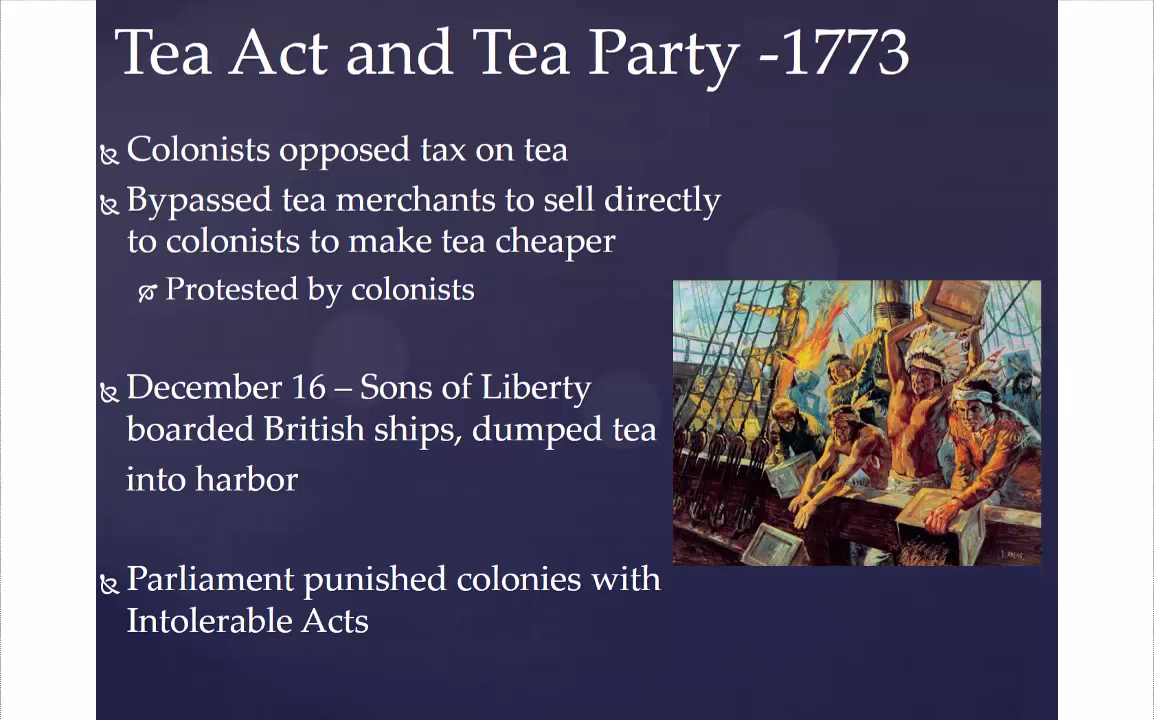 Tea Act and Tea Party -1773
Colonists opposed tax on tea
Bypassed tea merchants to sell directly
to colonists to make tea cheaper
Protested by colonists
December 16 – Sons of Liberty
boarded British ships, dumped tea
into harbor
Parliament punished colonies with
Intolerable Acts